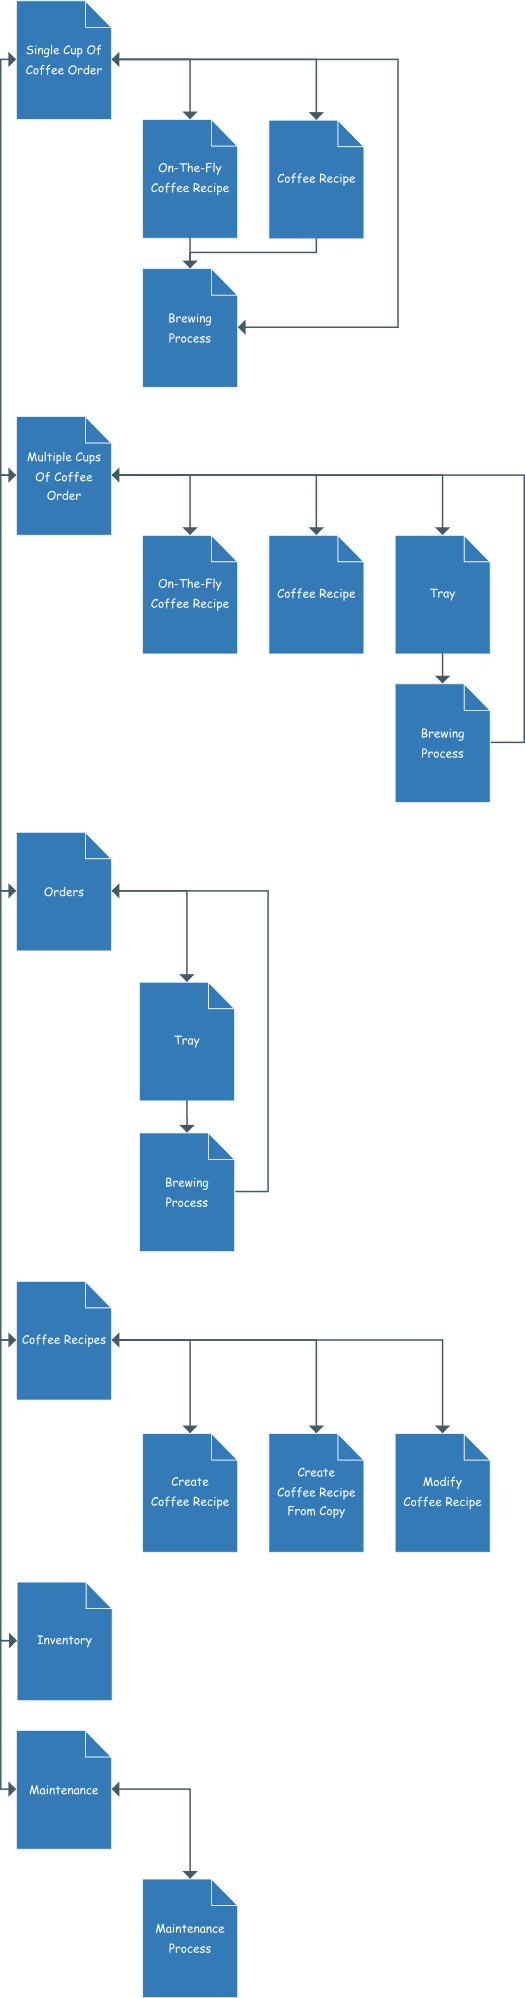 Single Cup Of
Coffee Order
On-The-Fly
Coffee Recipe
Coffee Recipe
Brewing
Process
Multiple Cups
Of Coffee
Order
On-The-Fly
Coffee Recipe
Coffee Recipe
Tray
Brewing
Process
Orders
Tray
Brewing
Process
Coffee Recipes
Create
Coffee Recipe
Create
Coffee Recipe
From Copy
Modify
Coffee Recipe
Inventory
Maintenance
Maintenance
Process